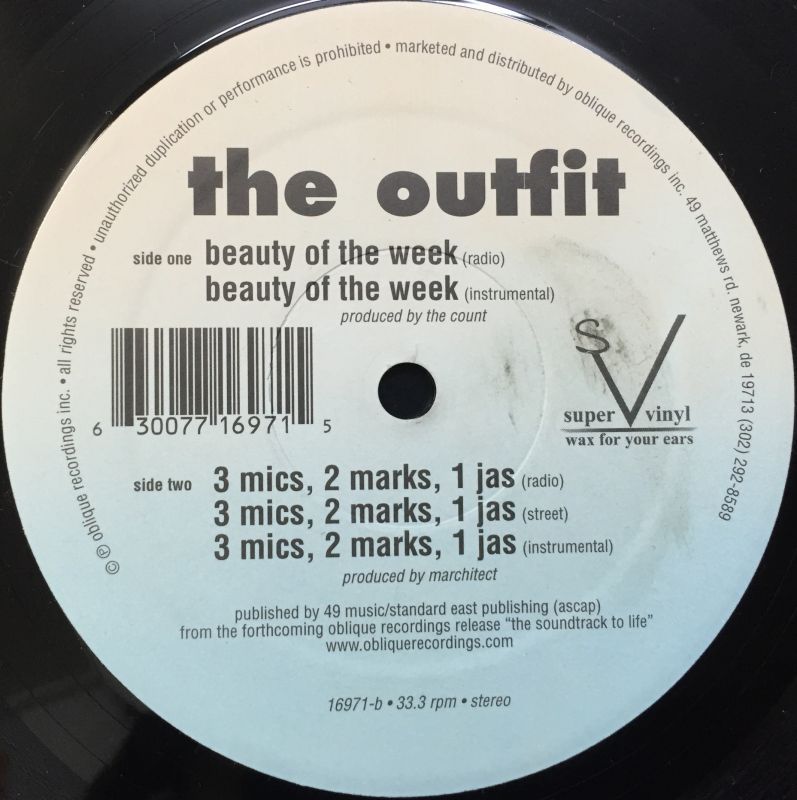 © ℗ oblique recordings inc. • all rights reserved • unauthorized duplication or performance is prohibited • marketed and distributed by oblique recordings inc. 49 matthews rd. newark, de 19713 (302) 292-8589
the outfit
side one beauty of the week (radio)
beauty of the week (instrumental)
produced by the count
6 30077 16971 5
SV
super vinyl
wax for your ears
side two 3 mics, 2 marks, 1 jas (radio)
3 mics, 2 marks, 1 jas (street)
3 mics, 2 marks, 1 jas (instrumental)
produced by marchitect
published by 49 music/standard east publishing (ascap)
from the forthcoming oblique recordings release "the soundtrack to life"
www.obliquerecordings.com
16971-b • 33.3 rpm • stereo